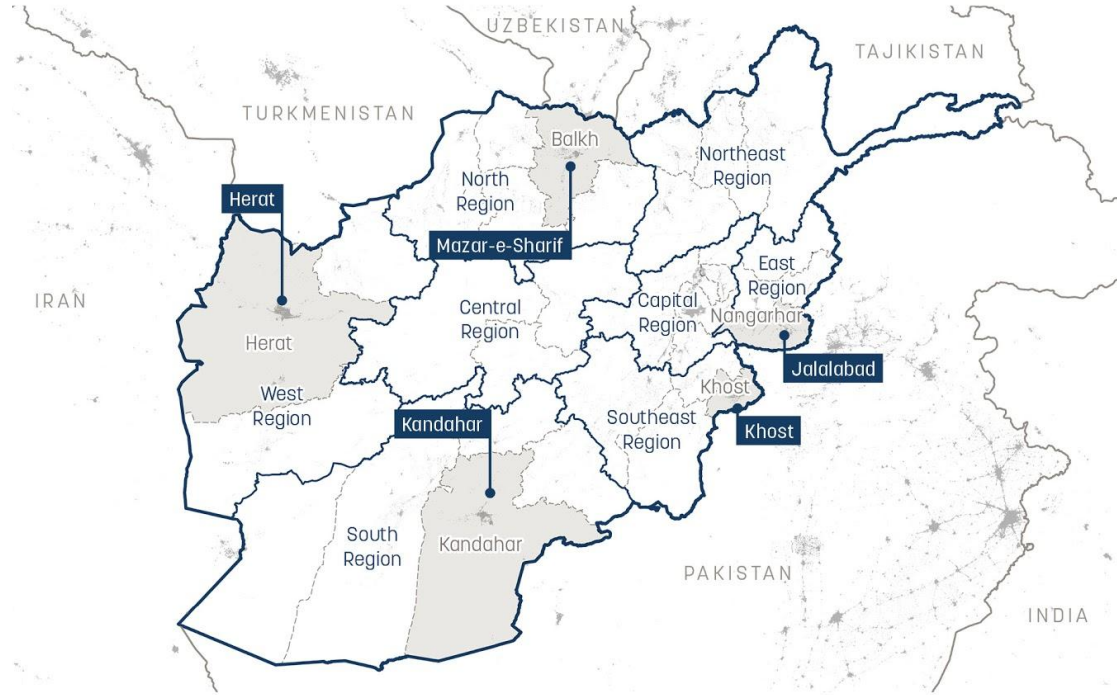 UZBEKISTAN
TAJIKISTAN
TURKMENISTAN
Balkh
Northeast
Region
North
Region
Herat
Mazar-e-Sharif
East
Region
IRAN
Central
Region
Capital
Region
Nangarhar
Herat
Jalalabad
Khost
West
Region
Kandahar
Southeast
Region
Khost
South
Region
Kandahar
PAKISTAN
INDIA